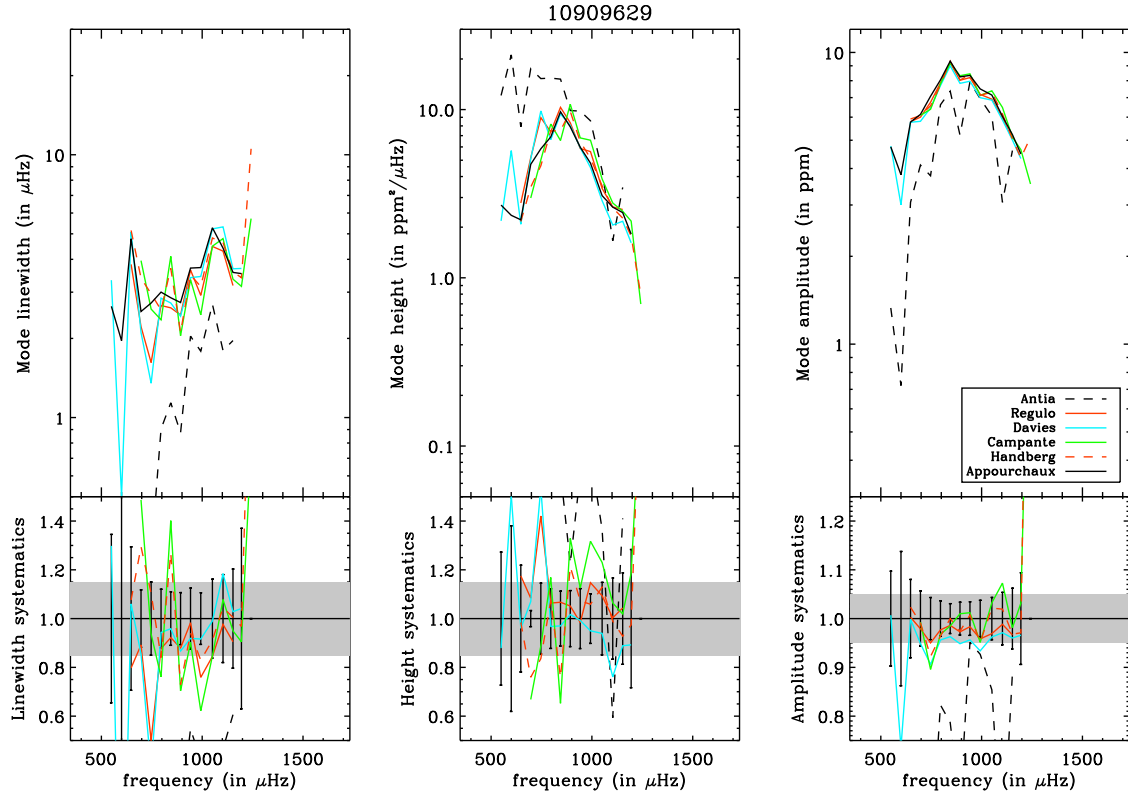 10909629
Mode linewidth (in μHz)
10
1
Mode height (in ppm²/μHz)
10.0
1.0
0.1
Mode amplitude (in ppm)
10
1
Antia
Regulo
Davies
Campante
Handberg
Appourchaux
Linewidth systematics
1.4
1.2
1.0
0.8
0.6
Height systematics
1.4
1.2
1.0
0.8
0.6
Amplitude systematics
1.2
1.1
1.0
0.9
0.8
500 1000 1500
500 1000 1500
500 1000 1500
frequency (in μHz)
frequency (in μHz)
frequency (in μHz)